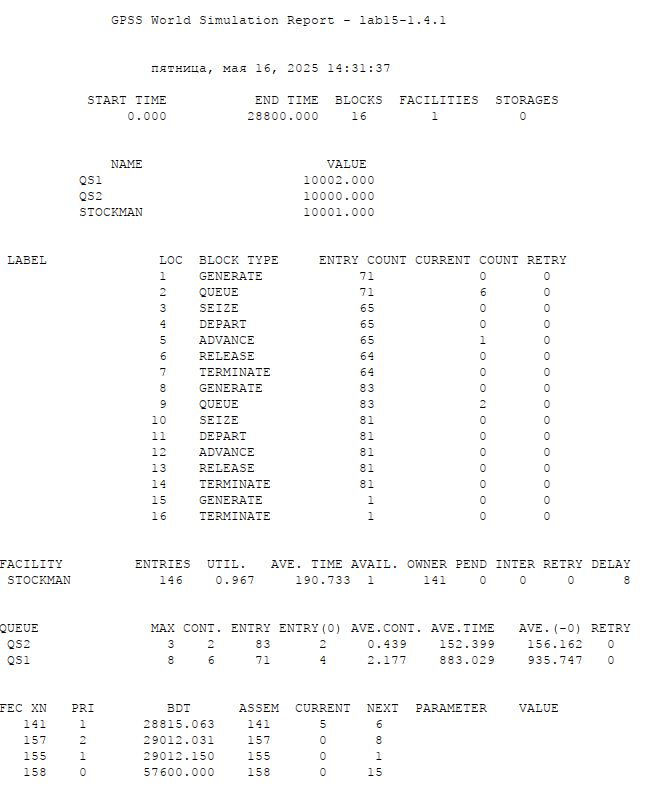 GPSS World Simulation Report - lab15-1.4.1
пятница, мая 16, 2025 14:31:37
START TIME END TIME BLOCKS FACILITIES STORAGES
0.000 28800.000 16 1 0
NAME VALUE
QS1 10002.000
QS2 10000.000
STOCKMAN 10001.000
LABEL LOC BLOCK TYPE ENTRY COUNT CURRENT COUNT RETRY
1 GENERATE 71 0 0
2 QUEUE 71 6 0
3 SEIZE 65 0 0
4 DEPART 65 0 0
5 ADVANCE 65 1 0
6 RELEASE 64 0 0
7 TERMINATE 64 0 0
8 GENERATE 83 0 0
9 QUEUE 83 2 0
10 SEIZE 81 0 0
11 DEPART 81 0 0
12 ADVANCE 81 0 0
13 RELEASE 81 0 0
14 TERMINATE 81 0 0
15 GENERATE 1 0 0
16 TERMINATE 1 0 0
FACILITY ENTRIES UTIL. AVE. TIME AVAIL. OWNER PEND INTER RETRY DELAY
STOCKMAN 146 0.967 190.733 1 141 0 0 0 8
QUEUE MAX CONT. ENTRY ENTRY(0) AVE.CONT. AVE.TIME AVE.(-0) RETRY
QS2 3 2 83 2 0.439 152.399 156.162 0
QS1 8 6 71 4 2.177 883.029 935.747 0
FEC XN PRI BDT ASSEM CURRENT NEXT PARAMETER VALUE
141 1 28815.063 141 5 6
157 2 29012.031 157 0 8
155 1 29012.150 155 0 1
158 0 57600.000 158 0 15